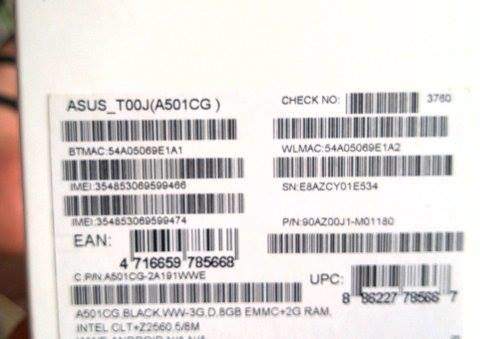 ASUS_T00J(A501CG )
CHECK NO: 3760
BTMAC:54A05069E1A1
WLMAC:54A05069E1A2
IMEI:354853069599466
SN:E8AZCY01E534
IMEI:354853069599474
P/N:90AZ00J1-M01180
EAN:
4 716659 785668
C.P/N:A501CG-2A191WWE
UPC:
8 86227 78566 7
A501CG,BLACK,WW-3G,D,8GB EMMC+2G RAM,
INTEL CLT+Z2560,5/8M